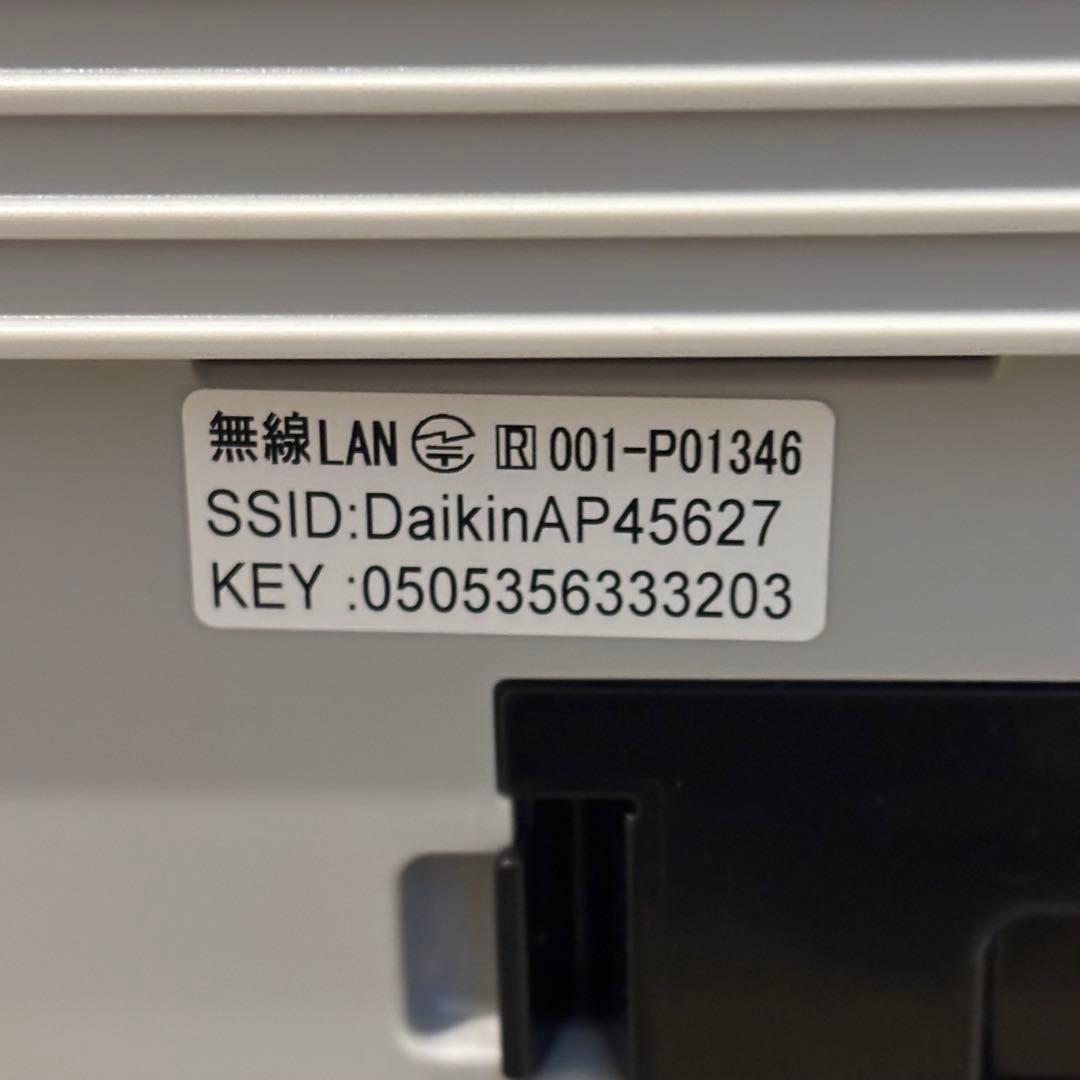 無線LAN R 001-P01346
SSID:DaikinAP45627
KEY :0505356333203